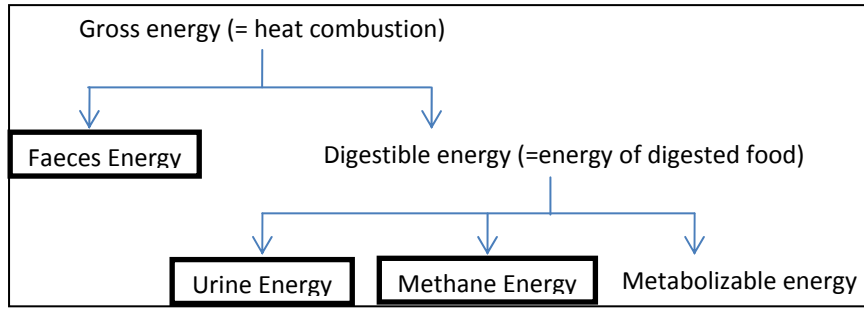 Gross energy (= heat combustion)
Faeces Energy
Digestible energy (=energy of digested food)
Urine Energy
Methane Energy
Metabolizable energy